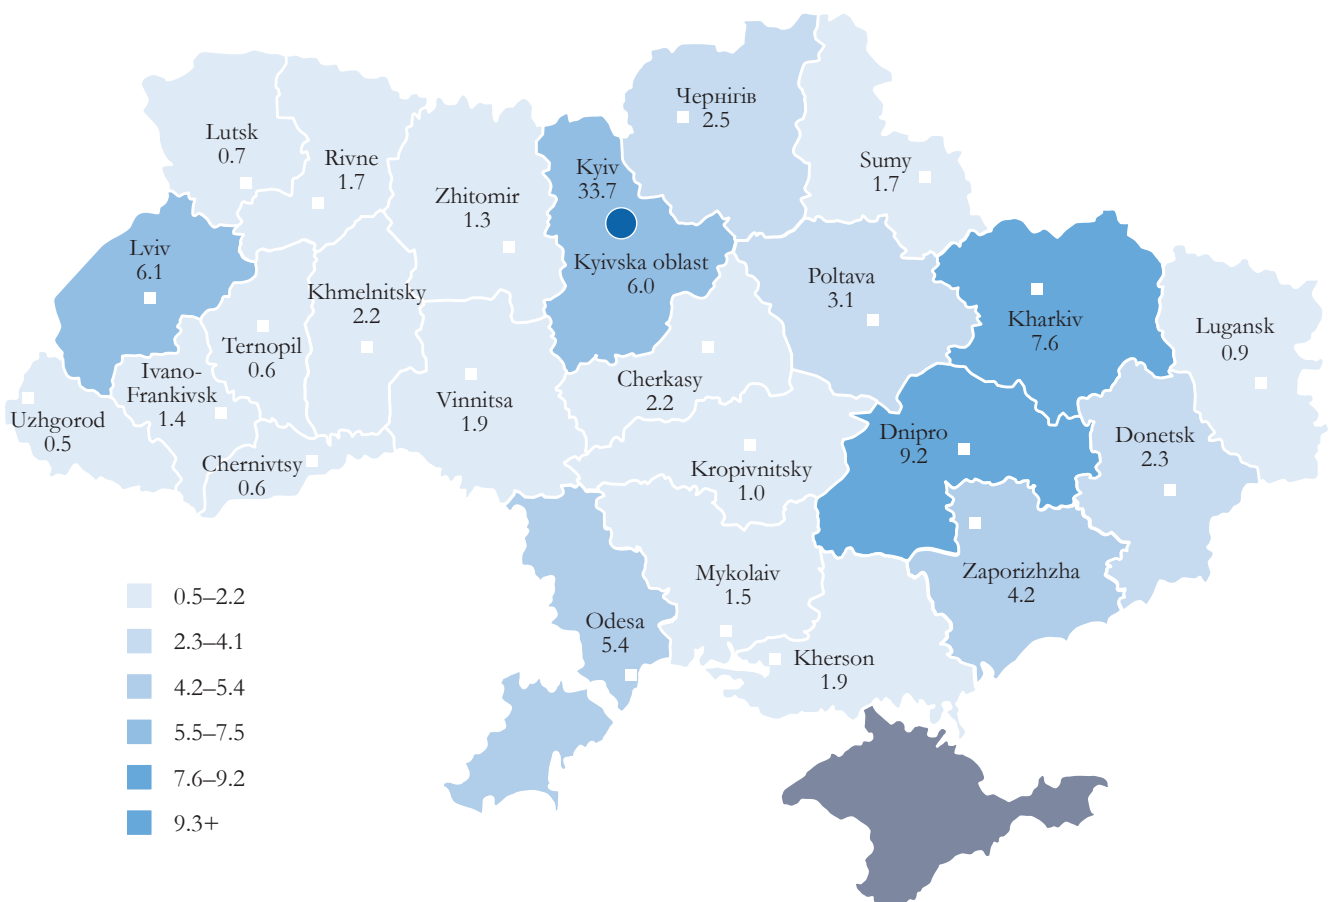 Чернігів
2.5
Lutsk
0.7
Rivne
1.7
Sumy
1.7
Kyiv
33.7
Zhitomir
1.3
Lviv
6.1
Kyivska oblast
6.0
Poltava
3.1
Khmelnitsky
2.2
Kharkiv
7.6
Lugansk
0.9
Ternopil
0.6
Ivano-
Frankivsk
1.4
Cherkasy
2.2
Vinnitsa
1.9
Uzhgorod
0.5
Dnipro
9.2
Donetsk
2.3
Chernivtsy
0.6
Kropivnitsky
1.0
Mykolaiv
1.5
Zaporizhzha
4.2
Odesa
5.4
Kherson
1.9
0.5–2.2
2.3–4.1
4.2–5.4
5.5–7.5
7.6–9.2
9.3+